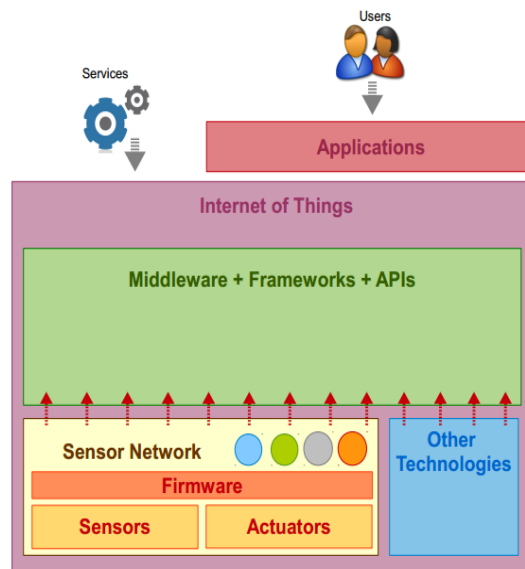 Users
Services
Applications
Internet of Things
Middleware + Frameworks + APIs
Sensor Network
Other
Technologies
Firmware
Sensors
Actuators